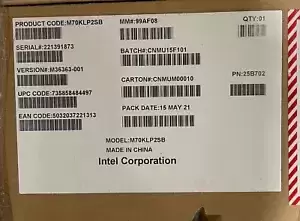 PRODUCT CODE:M70KLP2SB
MM#:99AF08
QTY:01
SERIAL#:221391873
BATCH#:CNMU15F101
VERSION#:M36363-001
CARTON#:CNMUM00010
PN:25B702
UPC CODE:735858484497
PACK DATE:15 MAY 21
EAN CODE:5032037221313
MODEL:M70KLP2SB
MADE IN CHINA
Intel Corporation